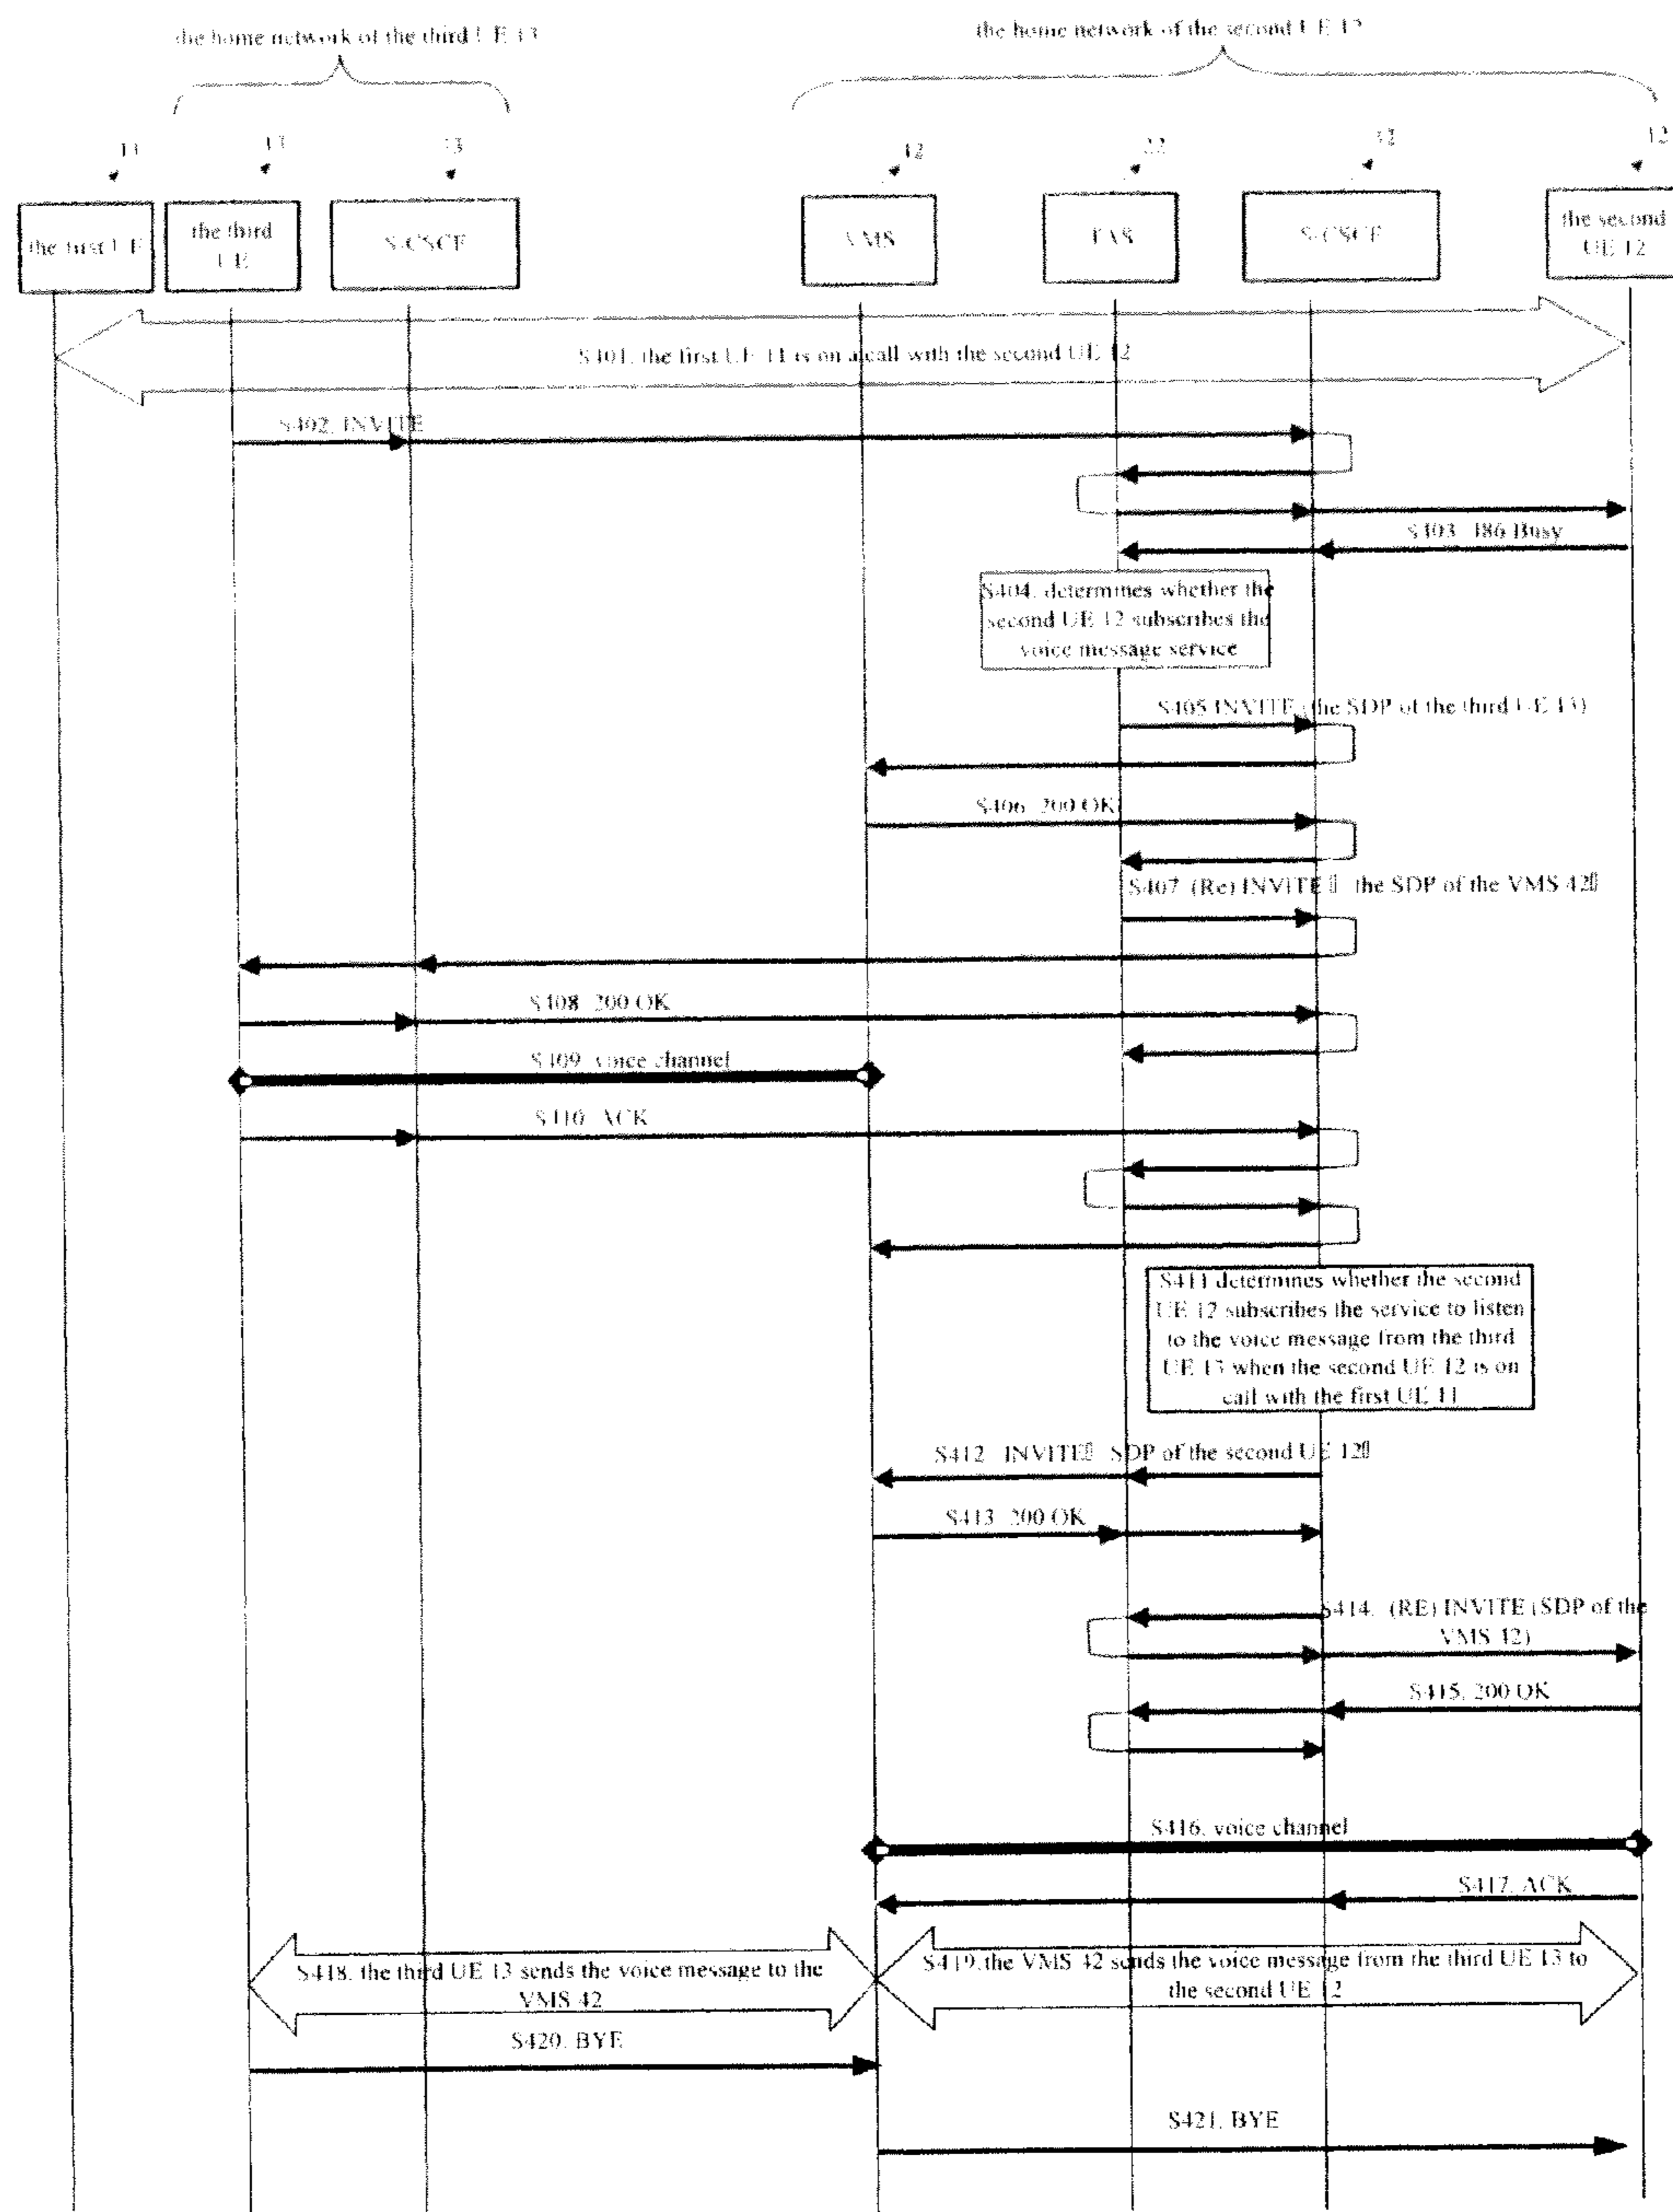 the home network of the third UE 13
the home network of the second UE 12
11
13
42
22
32
12
the first UE
the third
UE
S-CSCF
VMS
TAS
S-CSCF
the second
UE 12
S401, the first UE 11 is on a call with the second UE 12
S402, INVITE
S403, 486 Busy
S404, determines whether the
second UE 12 subscribes the
voice message service
S405 INVITE (the SDP of the third UE 13)
S406, 200 OK
S407 (Re) INVITE the SDP of the VMS 42
S408, 200 OK
S409, voice channel
S410, ACK
S411 determines whether the second
UE 12 subscribes the service to listen
to the voice message from the third
UE 13 when the second UE 12 is on
call with the first UE 11
S412 INVITE SDP of the second UE 12
S413 200 OK
S414, (RE) INVITE (SDP of the
VMS 42)
S415, 200 OK
S416, voice channel
S417, ACK
S418, the third UE 13 sends the voice message to the
VMS 42
S419, the VMS 42 sends the voice message from the third UE 13 to
the second UE 12
S420, BYE
S421, BYE